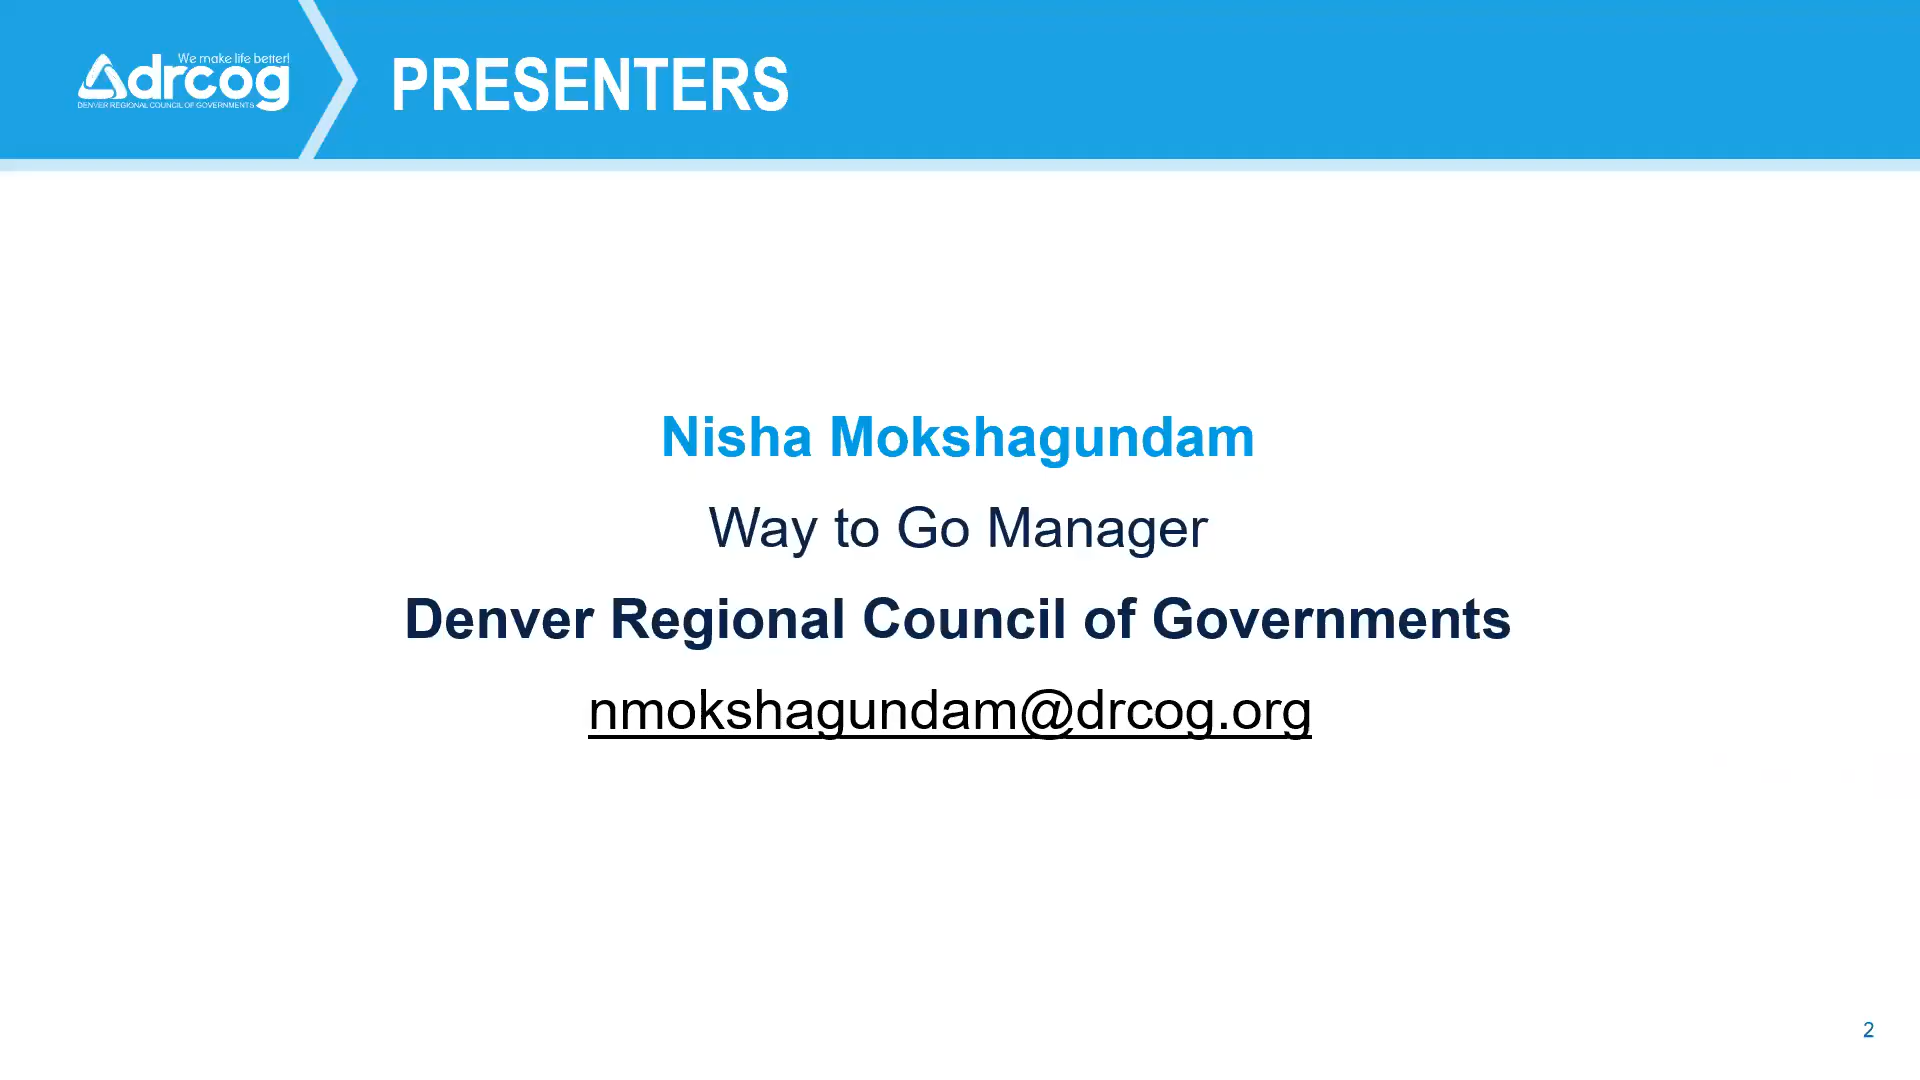 We make life better!
drcog
DENVER REGIONAL COUNCIL OF GOVERNMENTS
PRESENTERS
Nisha Mokshagundam
Way to Go Manager
Denver Regional Council of Governments
nmokshagundam@drcog.org
2